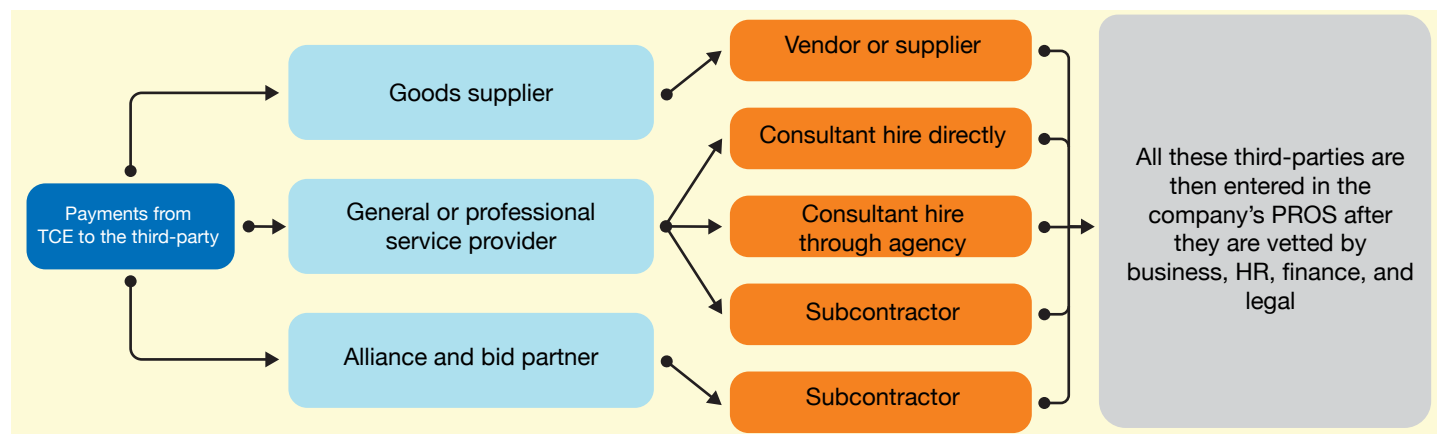 Payments from
TCE to the third-party
Goods supplier
General or professional
service provider
Alliance and bid partner
Vendor or supplier
Consultant hire directly
Consultant hire
through agency
Subcontractor
Subcontractor
All these third-parties are
then entered in the
company’s PROS after
they are vetted by
business, HR, finance, and
legal